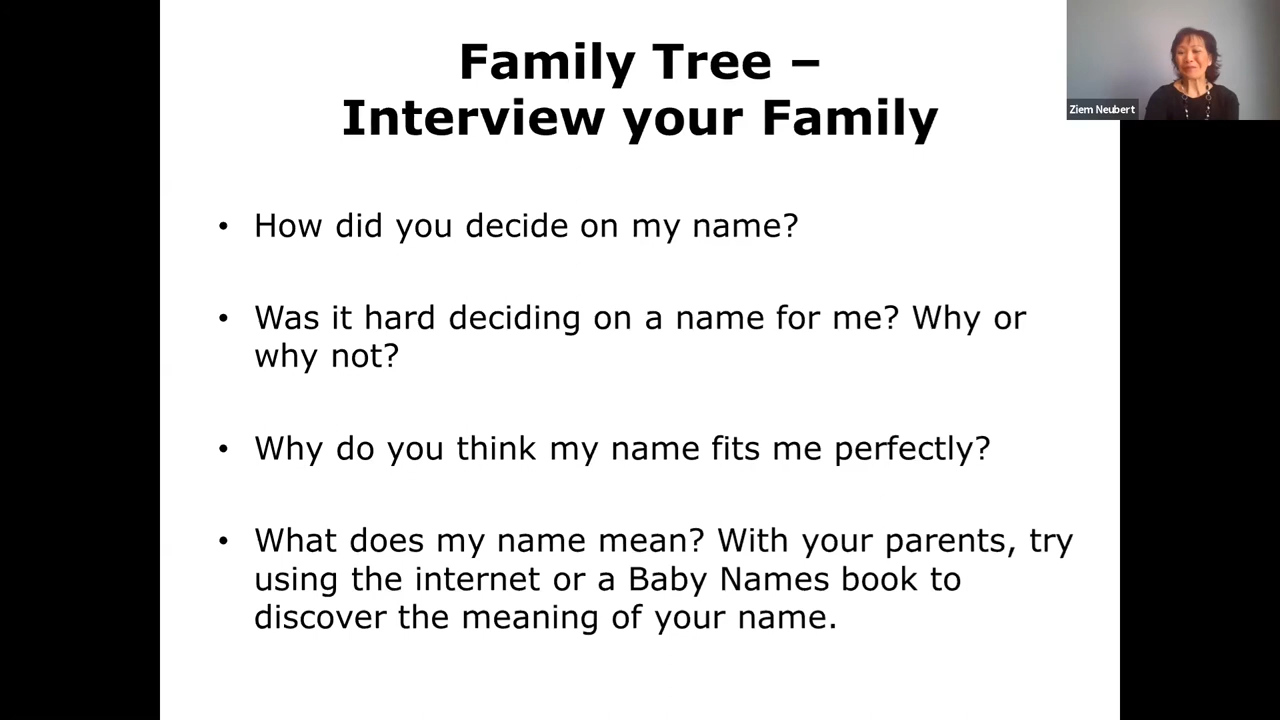 Family Tree –
Interview your Family
Ziem Neubert
• How did you decide on my name?
• Was it hard deciding on a name for me? Why or
why not?
• Why do you think my name fits me perfectly?
• What does my name mean? With your parents, try
using the internet or a Baby Names book to
discover the meaning of your name.